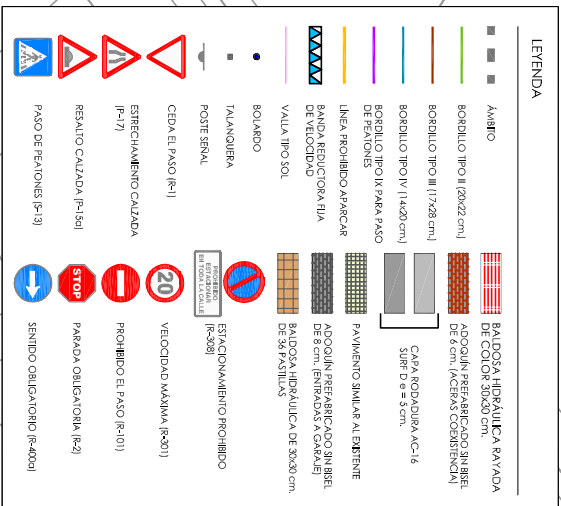 LEYENDA
ÁMBITO
BORDILLO TIPO II (20x22 cm.)
BORDILLO TIPO III (17x28 cm.)
BORDILLO TIPO IV (14x20 cm.)
BORDILLO TIPO IX PARA PASO
DE PEATONES
LÍNEA PROHIBIDO APARCAR
BANDA REDUCTORA FIJA
DE VELOCIDAD
VALLA TIPO SOL
BOLARDO
TALANQUERA
POSTE SEÑAL
CEDA EL PASO (R-1)
ESTRECHAMIENTO CALZADA
(P-17)
RESALTO CALZADA (P-15a)
PASO DE PEATONES (S-13)
BALDOSA HIDRÁULICA RAYADA
DE COLOR 30x30 cm.
ADOQUÍN PREFABRICADO SIN BISEL
DE 6 cm. (ACERAS COEXISTENCIA)
CAPA RODADURA AC-16
SURF D e = 5 cm.
PAVIMENTO SIMILAR AL EXISTENTE
ADOQUÍN PREFABRICADO SIN BISEL
DE 8 cm. (ENTRADAS A GARAJE)
BALDOSA HIDRÁULICA DE 30x30 cm.
DE 36 PASTILLAS
PROHIBIDO
ESTACIONAR
EN TODA LA CALLE
ESTACIONAMIENTO PROHIBIDO
(R-308)
20
VELOCIDAD MÁXIMA (R-301)
PROHIBIDO EL PASO (R-101)
STOP
PARADA OBLIGATORIA (R-2)
SENTIDO OBLIGATORIO (R-400a)